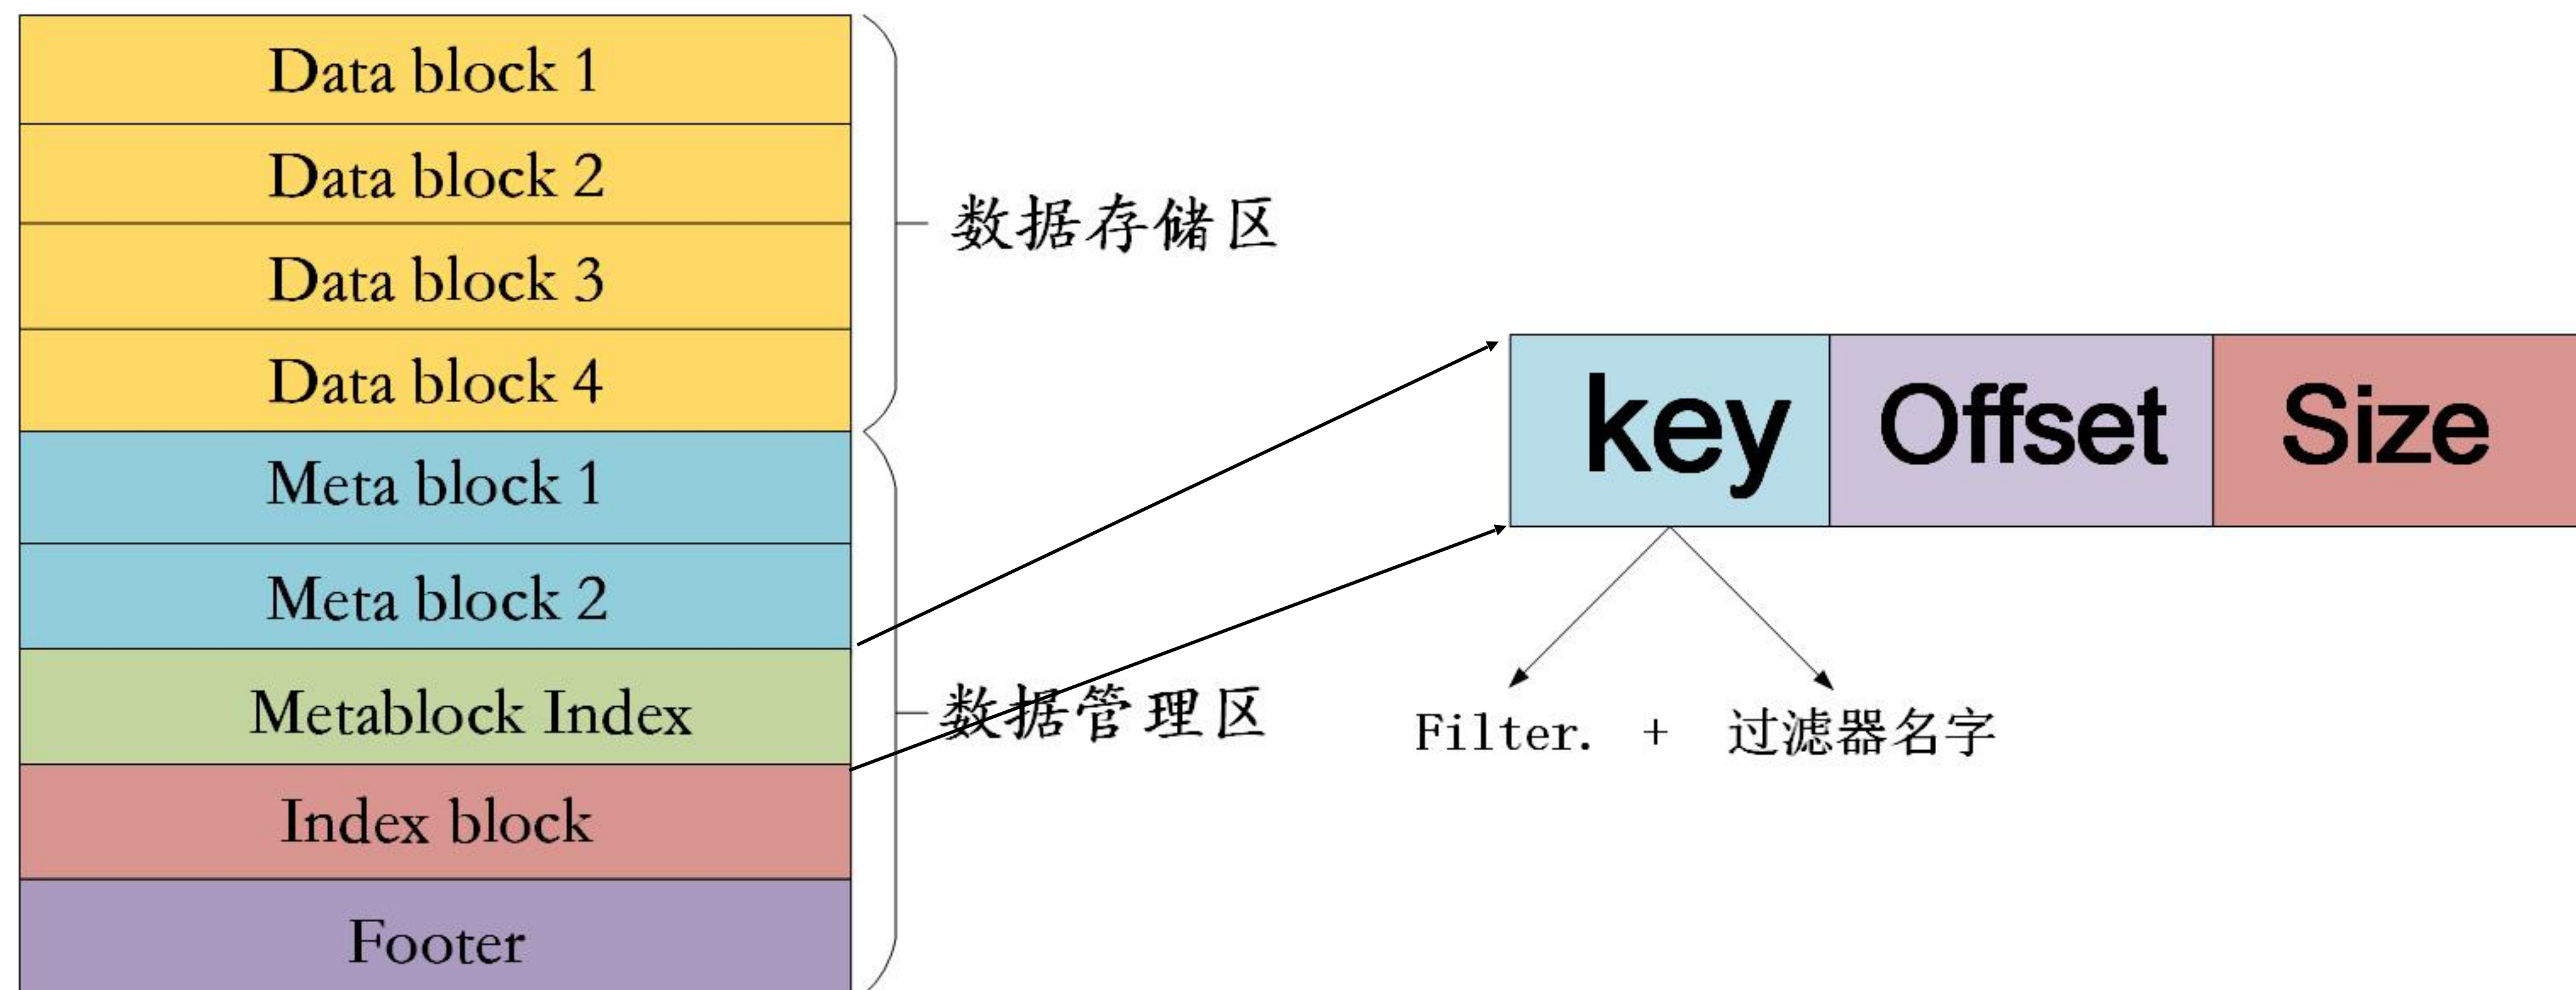 Data block 1
Data block 2
Data block 3
Data block 4
Meta block 1
Meta block 2
Metablock Index
Index block
Footer
数据存储区
数据管理区
key Offset Size
Filter. + 过滤器名字